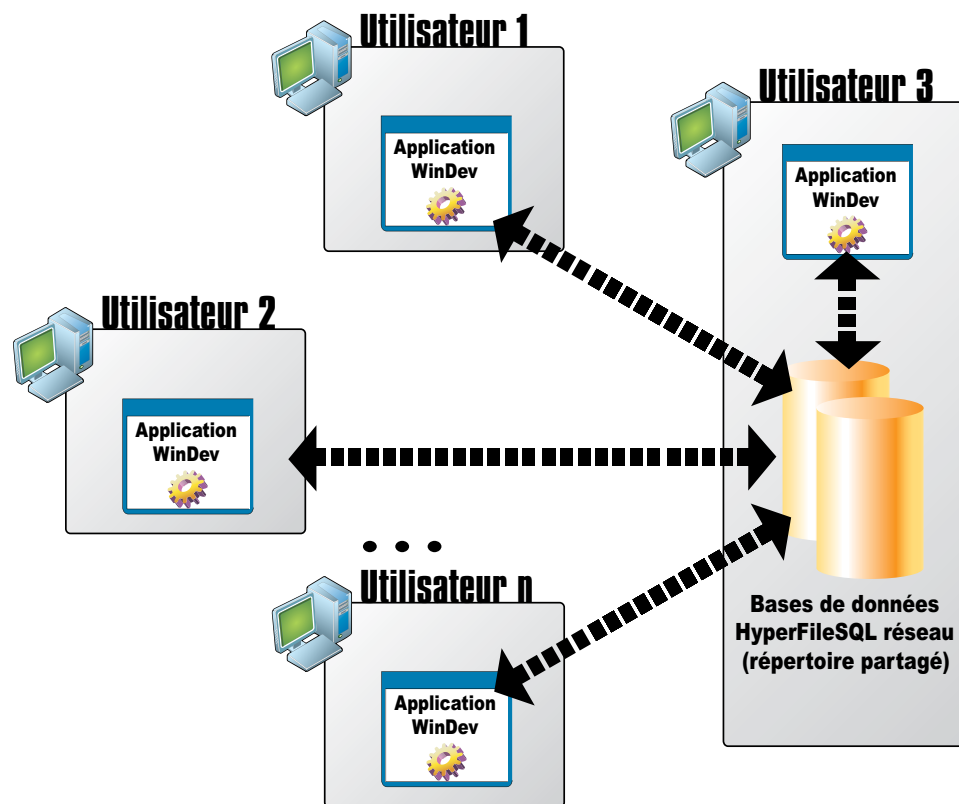 Utilisateur 1
Application
WinDev
Utilisateur 3
Application
WinDev
Utilisateur 2
Application
WinDev
...
Utilisateur n
Application
WinDev
Bases de données
HyperFileSQL réseau
(répertoire partagé)